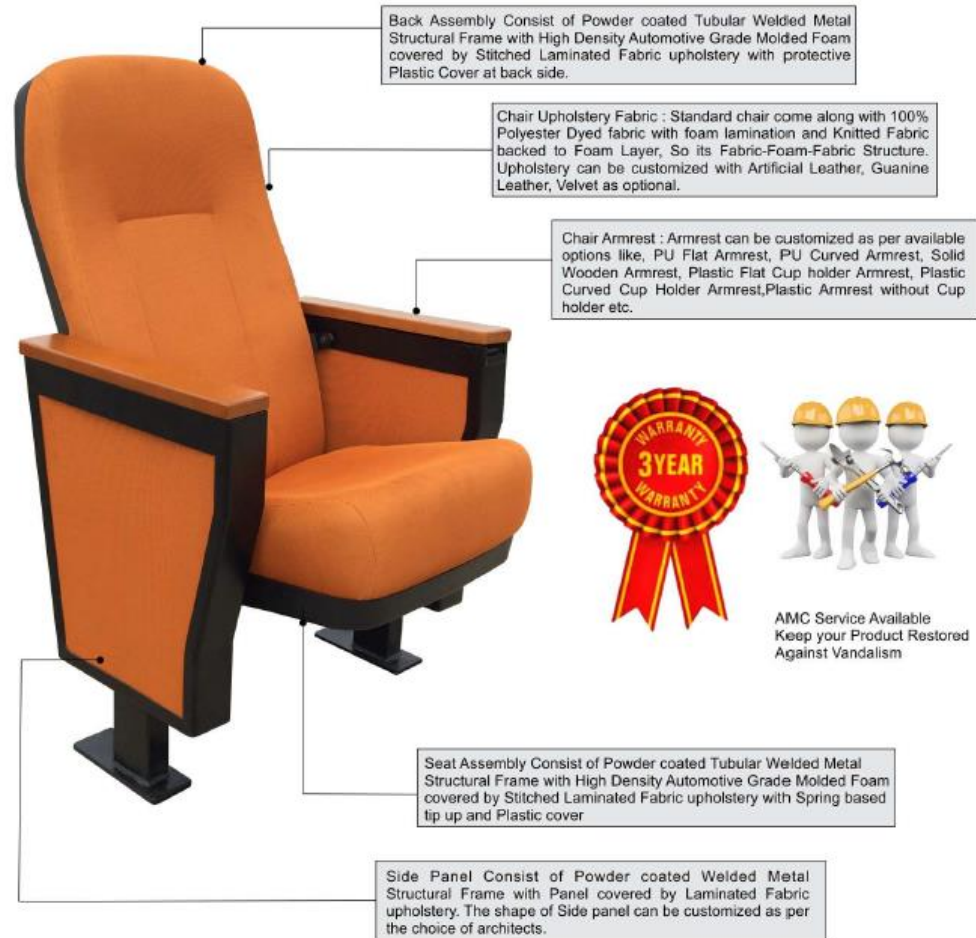 Back Assembly Consist of Powder coated Tubular Welded Metal
Structural Frame with High Density Automotive Grade Molded Foam
covered by Stitched Laminated Fabric upholstery with protective
Plastic Cover at back side.
Chair Upholstery Fabric : Standard chair come along with 100%
Polyester Dyed fabric with foam lamination and Knitted Fabric
backed to Foam Layer, So its Fabric-Foam-Fabric Structure.
Upholstery can be customized with Artificial Leather, Guanine
Leather, Velvet as optional.
Chair Armrest : Armrest can be customized as per available
options like, PU Flat Armrest, PU Curved Armrest, Solid
Wooden Armrest, Plastic Flat Cup holder Armrest, Plastic
Curved Cup Holder Armrest,Plastic Armrest without Cup
holder etc.
WARRANTY
3 YEAR
WARRANTY
AMC Service Available
Keep your Product Restored
Against Vandalism
Seat Assembly Consist of Powder coated Tubular Welded Metal
Structural Frame with High Density Automotive Grade Molded Foam
covered by Stitched Laminated Fabric upholstery with Spring based
tip up and Plastic cover
Side Panel Consist of Powder coated Welded Metal
Structural Frame with Panel covered by Laminated Fabric
upholstery. The shape of Side panel can be customized as per
the choice of architects.